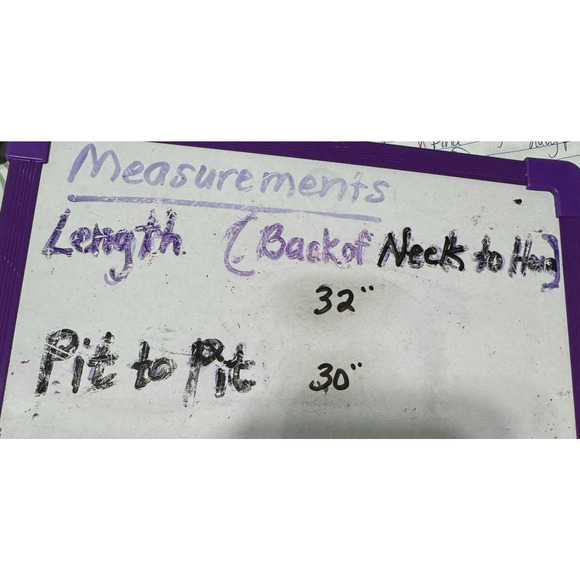 Measurements
Length (Back of Neck to Hem)
32"
Pit to Pit 30"